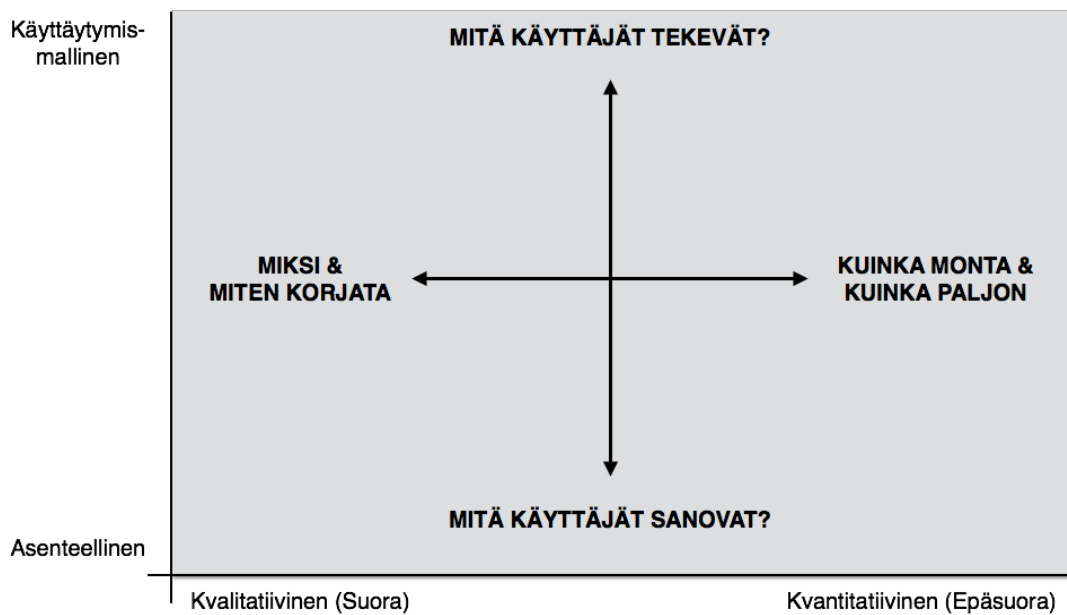 Käyttäytymis-
mallinen
MITÄ KÄYTTÄJÄT TEKEVÄT?
MIKSI &
MITEN KORJATA
KUINKA MONTA &
KUINKA PALJON
MITÄ KÄYTTÄJÄT SANOVAT?
Asenteellinen
Kvalitatiivinen (Suora)
Kvantitatiivinen (Epäsuora)